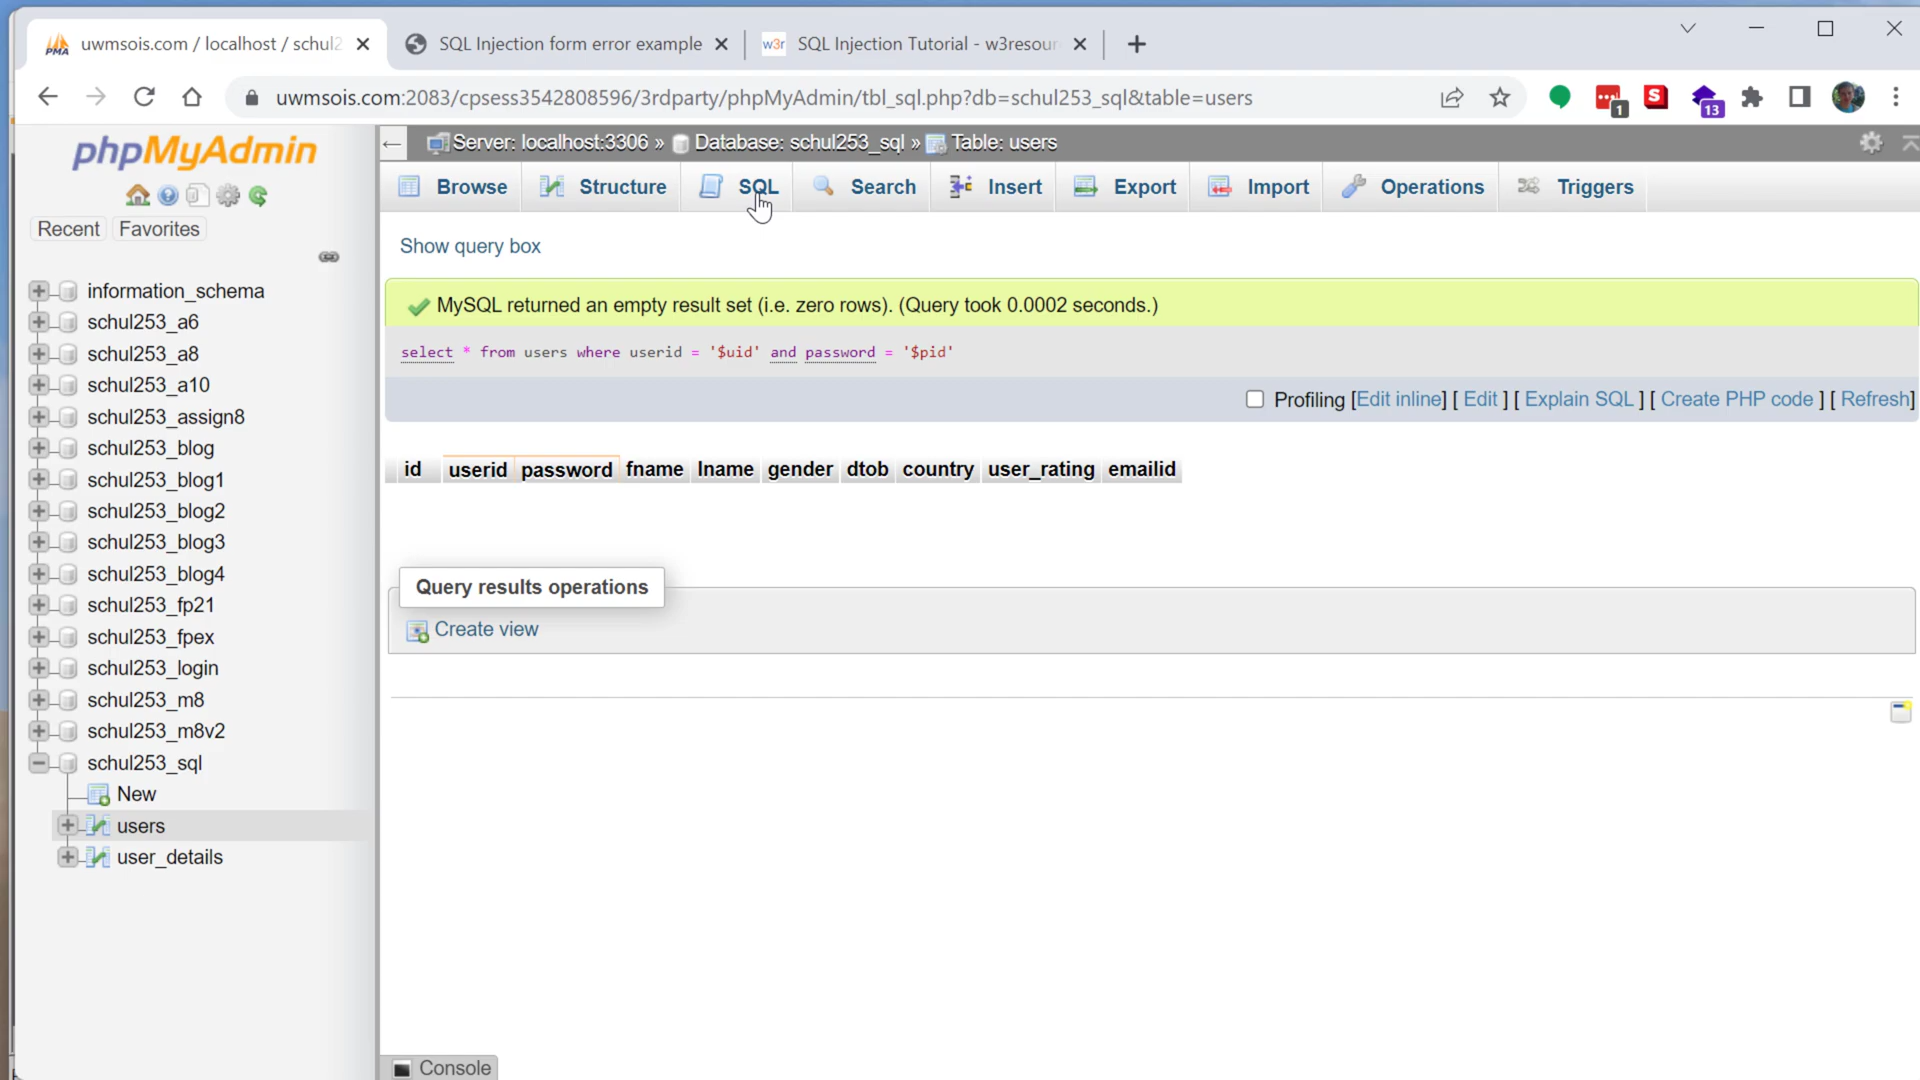 uwmsois.com / localhost / schul2
SQL Injection form error example
w3r SQL Injection Tutorial - w3resour
uwmsois.com:2083/cpsess3542808596/3rdparty/phpMyAdmin/tbl_sql.php?db=schul253_sql&table=users
1
S
13
phpMyAdmin
Recent
Favorites
information_schema
schul253_a6
schul253_a8
schul253_a10
schul253_assign8
schul253_blog
schul253_blog1
schul253_blog2
schul253_blog3
schul253_blog4
schul253_fp21
schul253_fpex
schul253_login
schul253_m8
schul253_m8v2
schul253_sql
New
users
user_details
Server: localhost:3306 » Database: schul253_sql » Table: users
Browse Structure SQL Search Insert Export Import Operations Triggers
Show query box
MySQL returned an empty result set (i.e. zero rows). (Query took 0.0002 seconds.)
select * from users where userid = '$uid' and password = '$pid'
Profiling [Edit inline] [ Edit ] [ Explain SQL ] [ Create PHP code ] [ Refresh]
id userid password fname lname gender dtob country user_rating emailid
Query results operations
Create view
Console